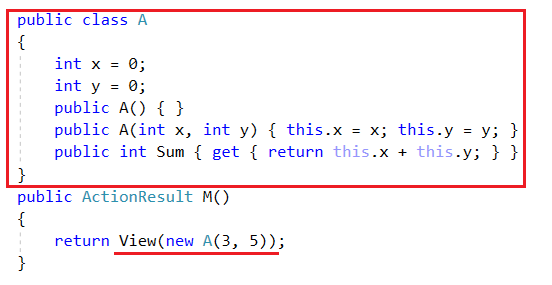 public class A
{
int x = 0;
int y = 0;
public A() { }
public A(int x, int y) { this.x = x; this.y = y; }
public int Sum { get { return this.x + this.y; } }
}
public ActionResult M()
{
return View(new A(3, 5));
}